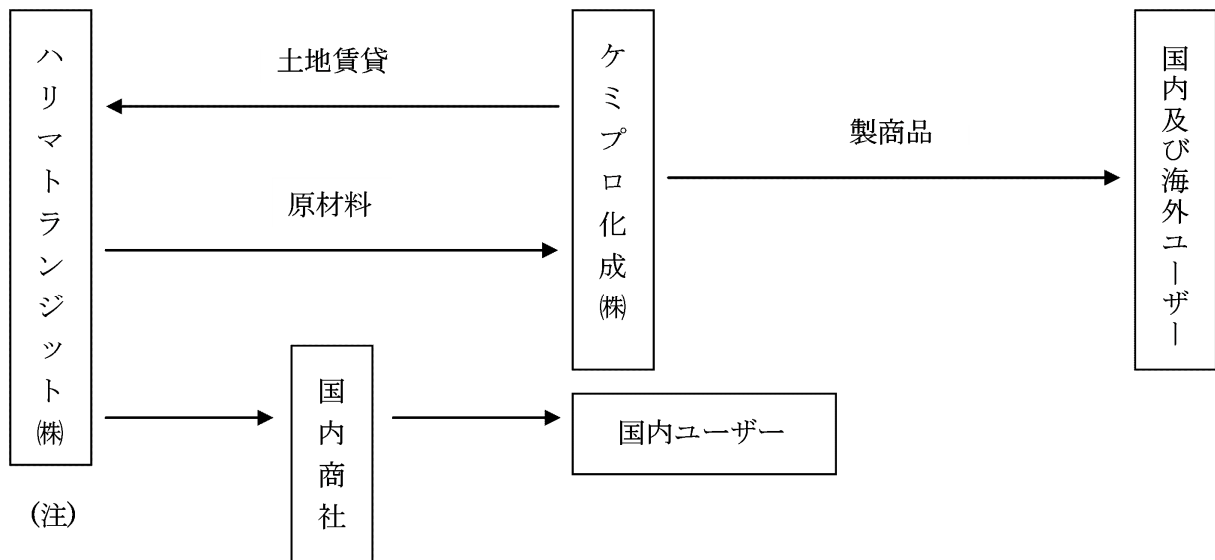 ハリマトランジット㈱
土地賃貸
原材料
ケミプロ化成㈱
製商品
国内及び海外ユーザー
国内商社
国内ユーザー
(注)